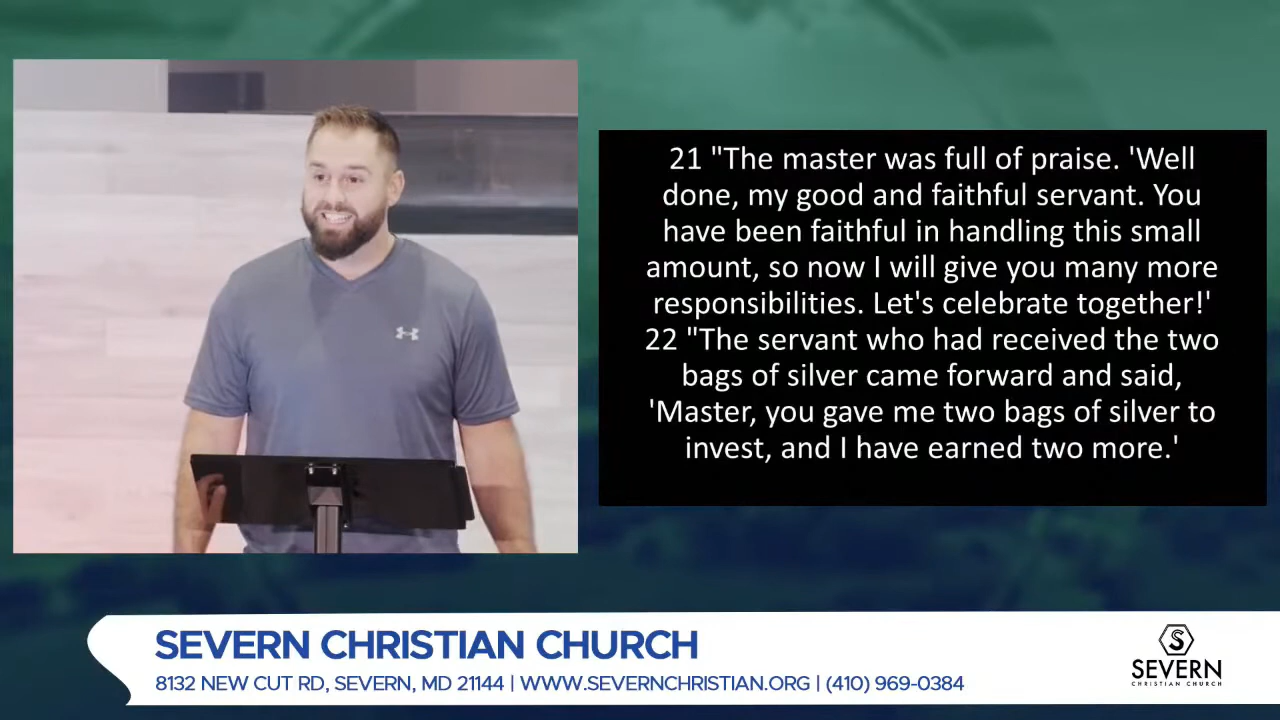 21 "The master was full of praise. 'Well
done, my good and faithful servant. You
have been faithful in handling this small
amount, so now I will give you many more
responsibilities. Let's celebrate together!'
22 "The servant who had received the two
bags of silver came forward and said,
'Master, you gave me two bags of silver to
invest, and I have earned two more.'
SEVERN CHRISTIAN CHURCH
8132 NEW CUT RD, SEVERN, MD 21144 | WWW.SEVERNCHRISTIAN.ORG | (410) 969-0384
S
SEVERN
CHRISTIAN CHURCH